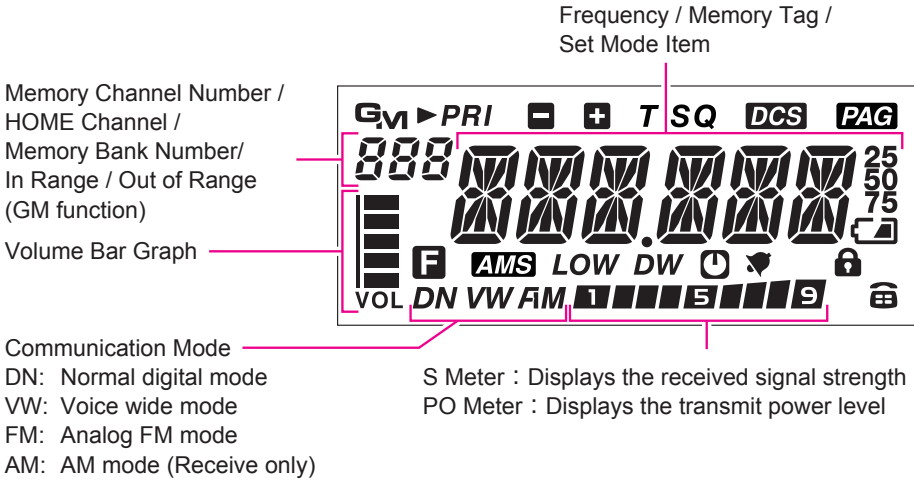 Frequency / Memory Tag /
Set Mode Item
Memory Channel Number /
HOME Channel /
Memory Bank Number/
In Range / Out of Range
(GM function)
Volume Bar Graph
GM ►PRI - + T SQ DCS PAG
888
25
50
75
F AMS LOW DW
VOL DN VW FM 1 5 9
Communication Mode
DN: Normal digital mode
VW: Voice wide mode
FM: Analog FM mode
AM: AM mode (Receive only)
S Meter : Displays the received signal strength
PO Meter : Displays the transmit power level